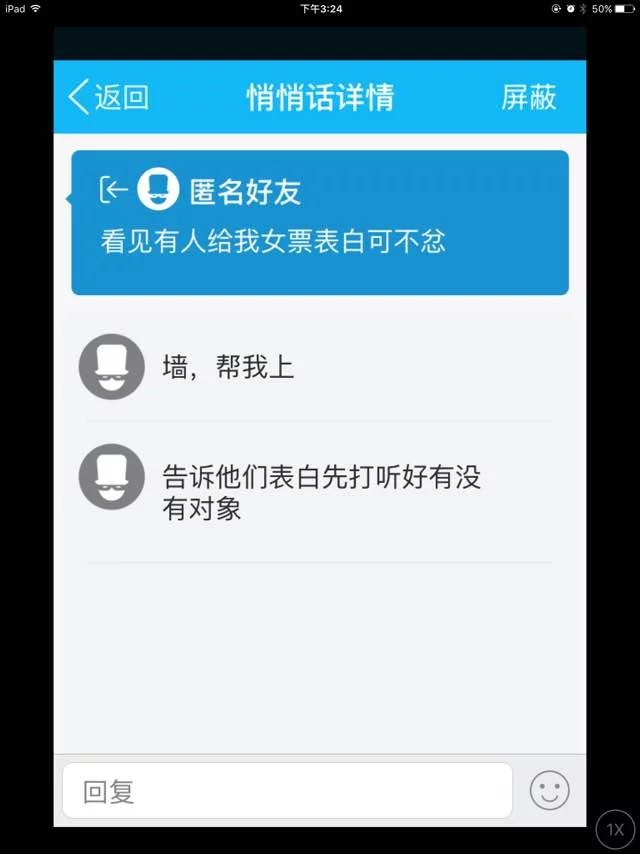 iPad 下午3:24 50%
返回 悄悄话详情 屏蔽
匿名好友
看见有人给我女票表白可不忿
墙，帮我上
告诉他们表白先打听好有没
有对象
回复
1X